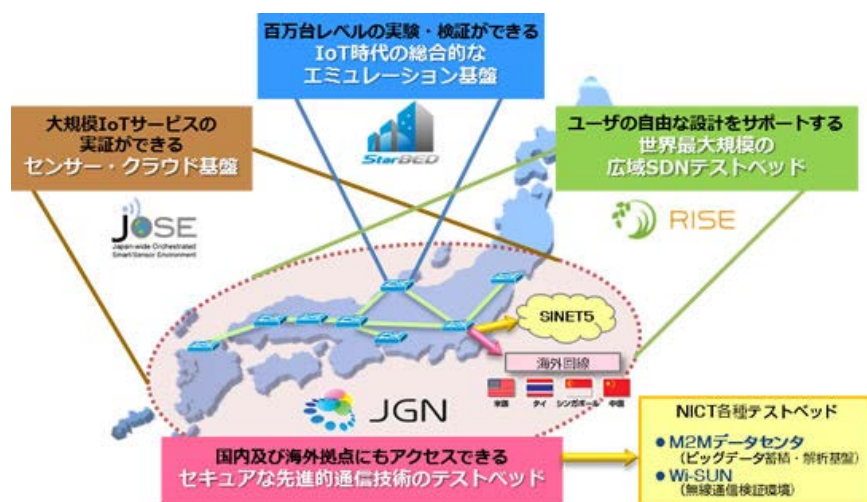 百万台レベルの実験・検証ができる
IoT時代の総合的な
エミュレーション基盤
大規模IoTサービスの
実証ができる
センサー・クラウド基盤
ユーザの自由な設計をサポートする
世界最大規模の
広域SDNテストベッド
StarBED
JOSE
Japan-wide Orchestrated
Smart/Sensor Environment
RISE
SINET5
海外回線
米国 タイ シンガポール 中国
JGN
国内及び海外拠点にもアクセスできる
セキュアな先進的通信技術のテストベッド
NICT各種テストベッド
●M2Mデータセンタ
(ビッグデータ蓄積・解析基盤)
●Wi-SUN
(無線通信検証環境)